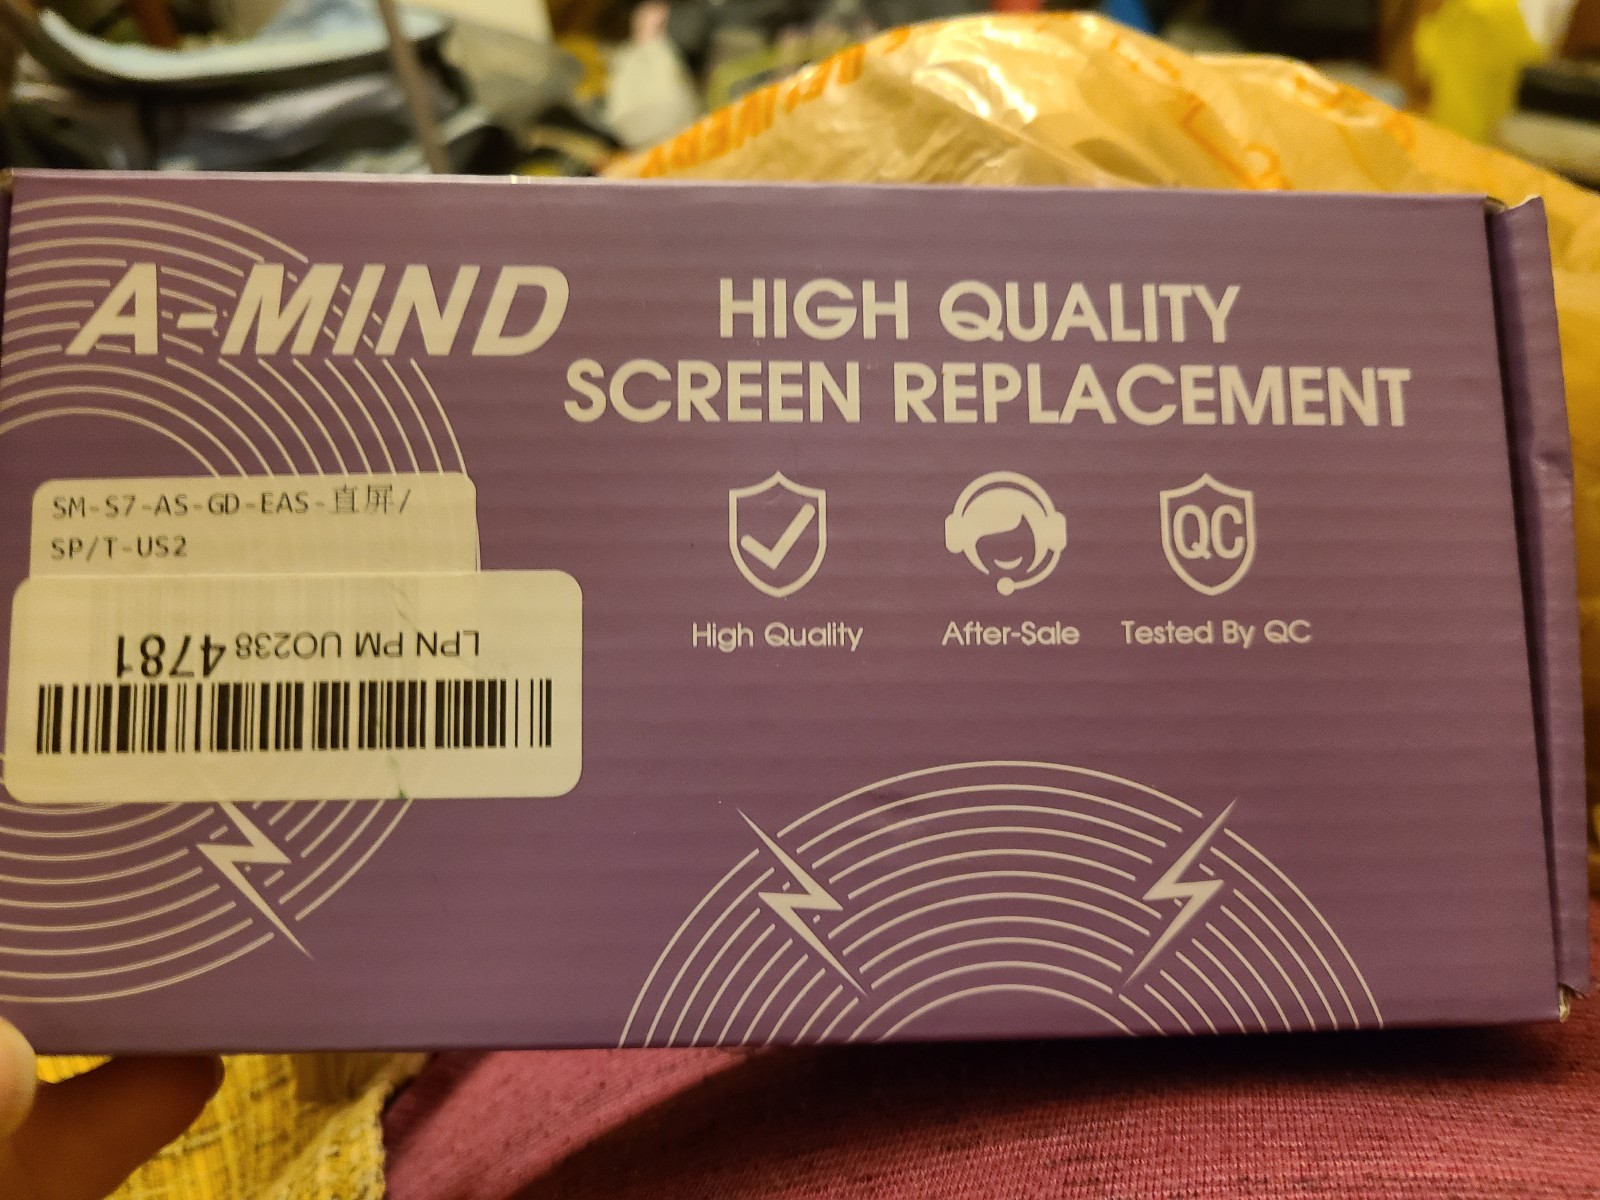 A-MIND
HIGH QUALITY
SCREEN REPLACEMENT
SM-S7-AS-GD-EAS-直屏/
SP/T-US2
LPN PM UO238 4781
High Quality
After-Sale
QC
Tested By QC